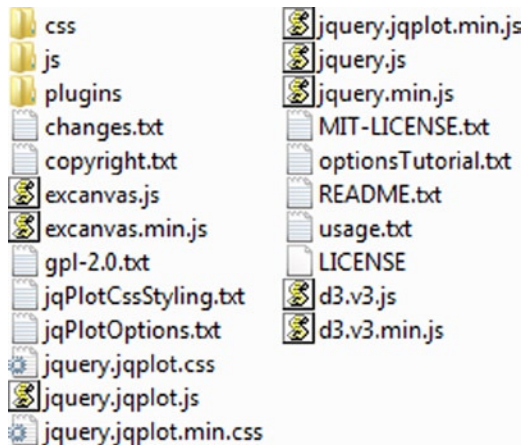 css
js
plugins
changes.txt
copyright.txt
excanvas.js
excanvas.min.js
gpl-2.0.txt
jqPlotCssStyling.txt
jqPlotOptions.txt
jquery.jqplot.css
jquery.jqplot.js
jquery.jqplot.min.css
jquery.jqplot.min.js
jquery.js
jquery.min.js
MIT-LICENSE.txt
optionsTutorial.txt
README.txt
usage.txt
LICENSE
d3.v3.js
d3.v3.min.js